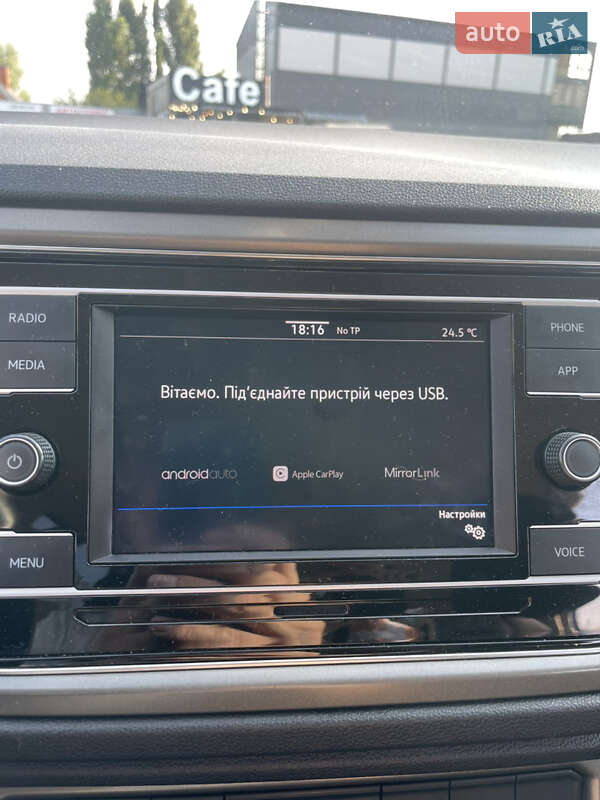 auto RIA
Cafe
RADIO
MEDIA
MENU
18:16 No TP 24.5 °C
Вітаємо. Під’єднайте пристрій через USB.
androidauto Apple CarPlay MirrorLink
Настройки
PHONE
APP
VOICE